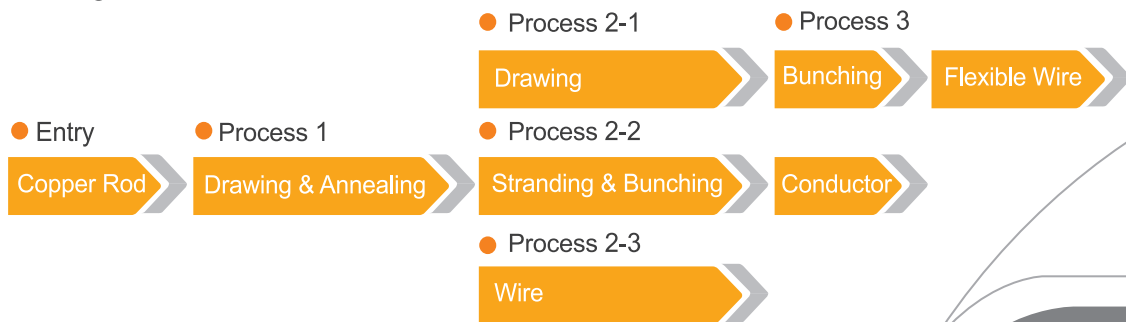 Process 2-1
Process 3
Drawing
Bunching
Flexible Wire
Entry
Process 1
Process 2-2
Copper Rod
Drawing & Annealing
Stranding & Bunching
Conductor
Process 2-3
Wire